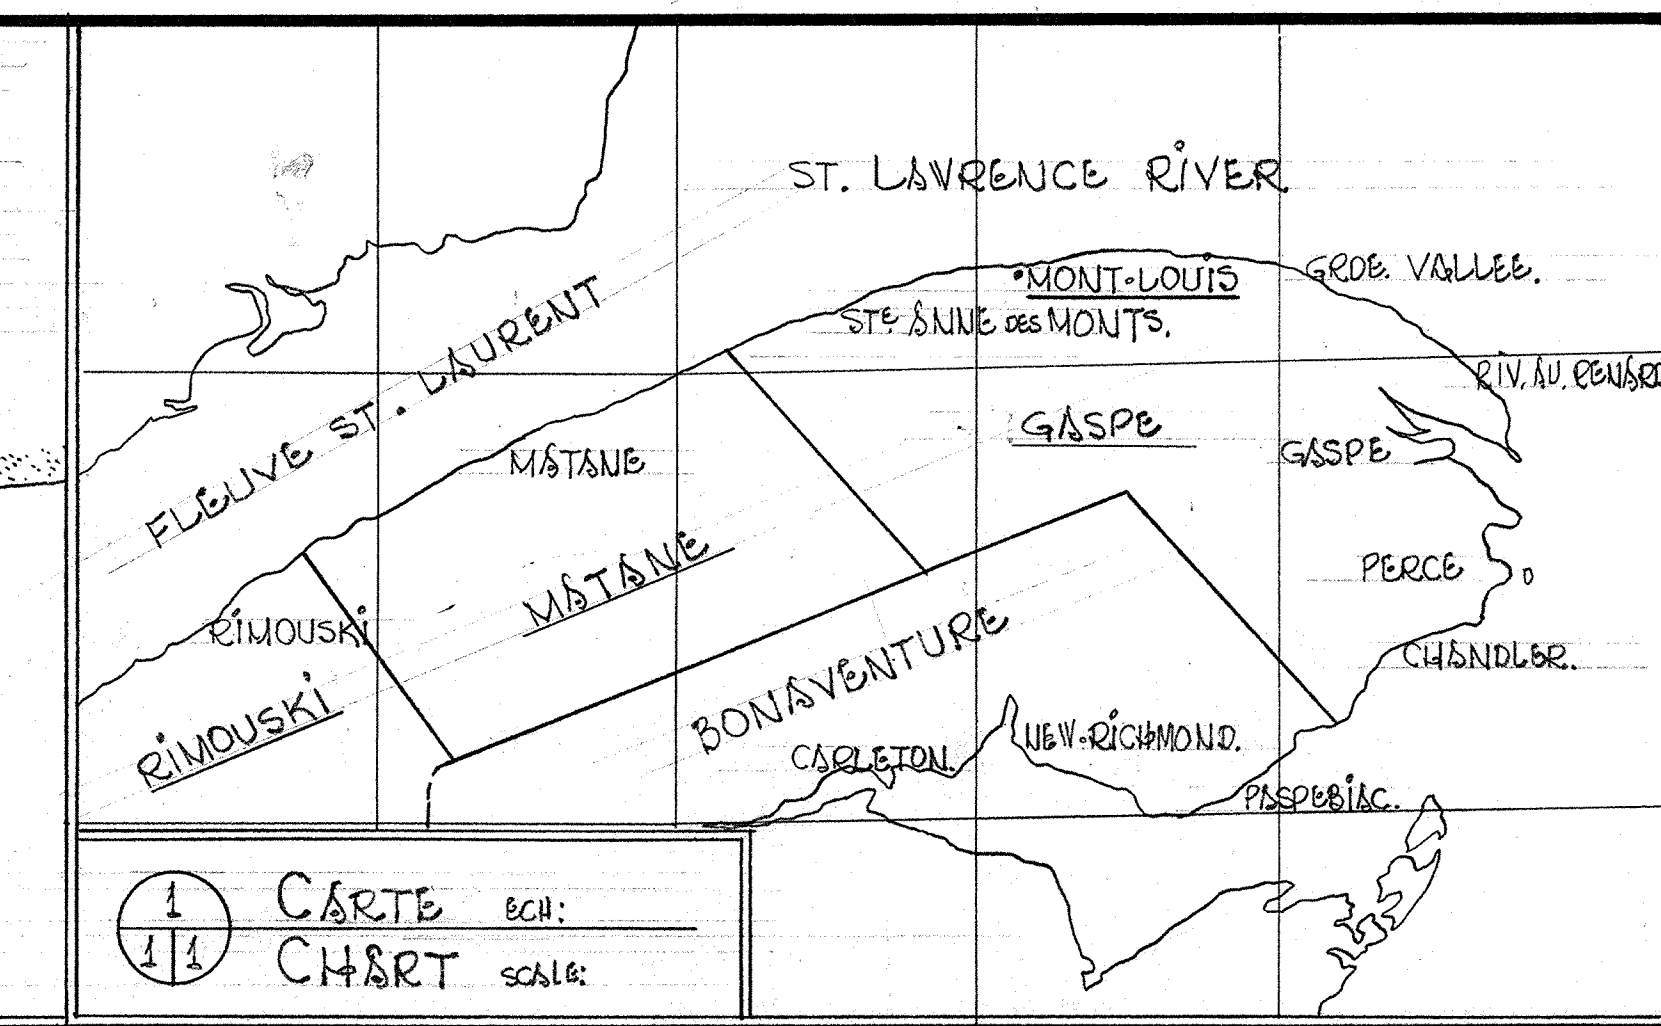 ST. LAWRENCE RIVER.
FLEUVE ST. LAURENT
MONT-LOUIS
GRDE. VALLEE.
STE ANNE DES MONTS.
RIV. AU. RENARD
GASPE
GASPE
MATANE
MATANE
PERCE
RIMOUSKI
RIMOUSKI
BONAVENTURE
CHANDLER.
NEW-RICHMOND.
CARLETON.
PASPEBIAC.
1
1 1
CARTE ECH:
CHART SCALE: